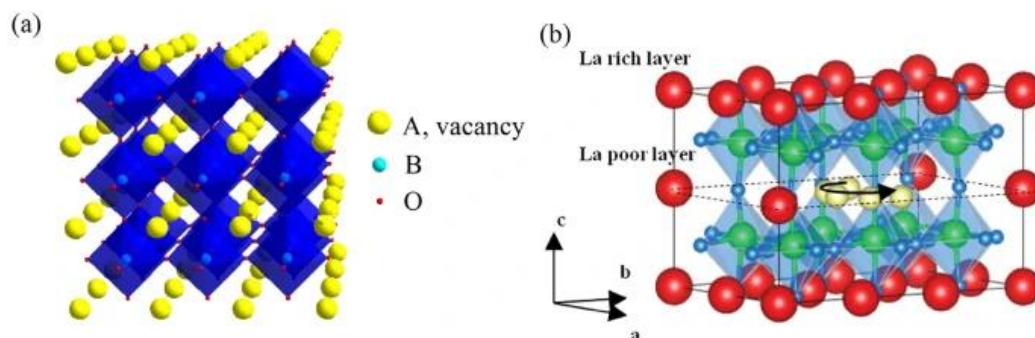 (a)
A, vacancy
B
O
(b)
La rich layer
La poor layer
c
b
a